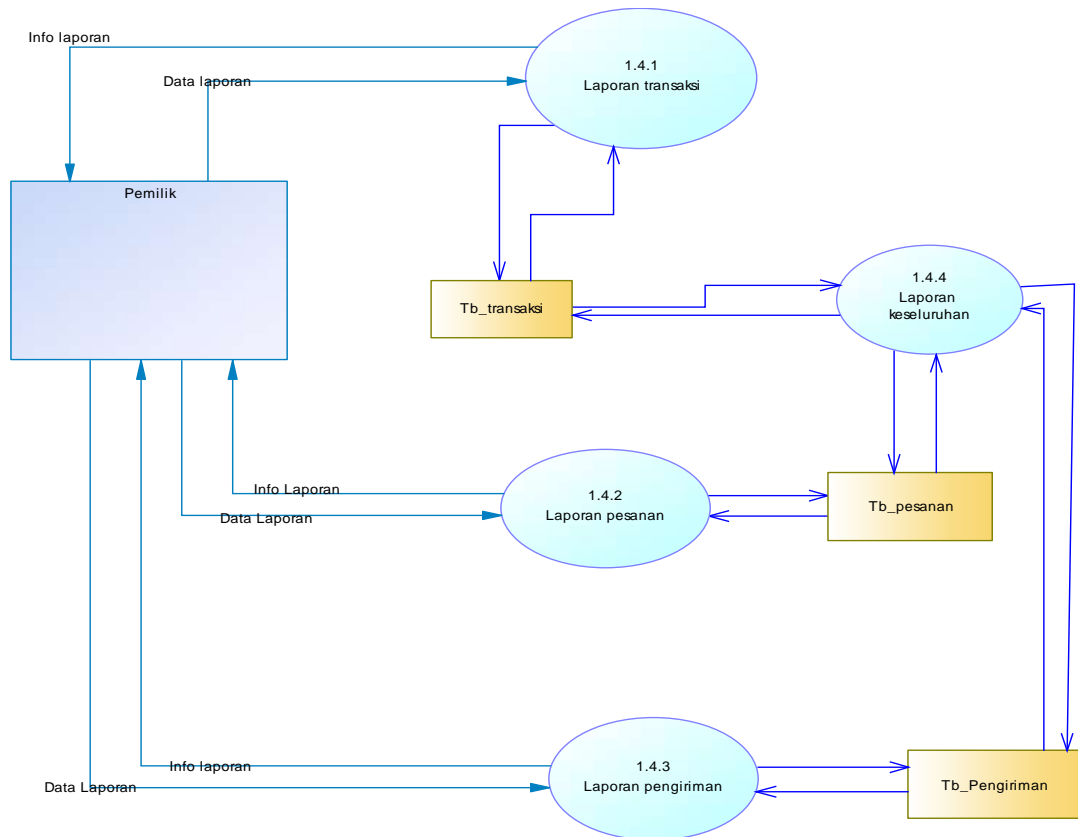 Info laporan
Data laporan
1.4.1
Laporan transaksi
Pemilik
Tb_transaksi
1.4.4
Laporan
keseluruhan
Info Laporan
Data Laporan
1.4.2
Laporan pesanan
Tb_pesanan
Info laporan
Data Laporan
1.4.3
Laporan pengiriman
Tb_Pengiriman